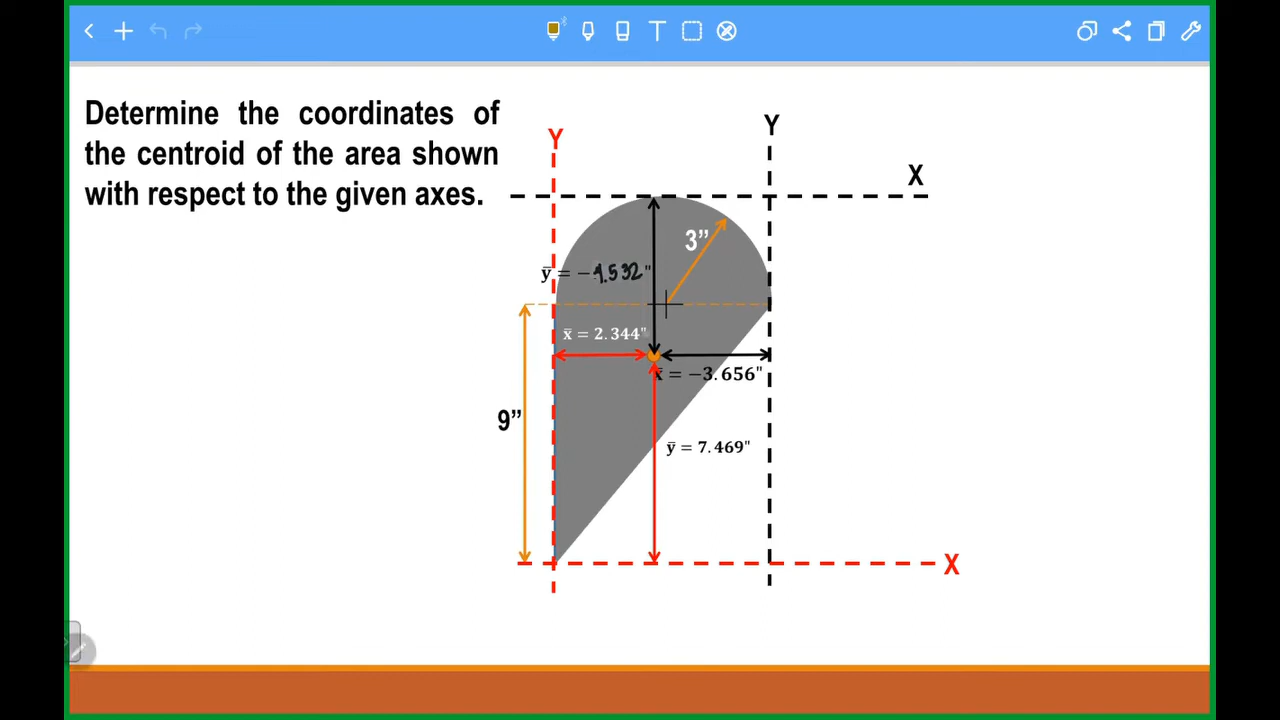 Determine the coordinates of
the centroid of the area shown
with respect to the given axes.
Y
Y
X
3”
y̅ = −4.532"
x̅ = 2.344"
x̅ = −3.656"
9”
y̅ = 7.469"
X